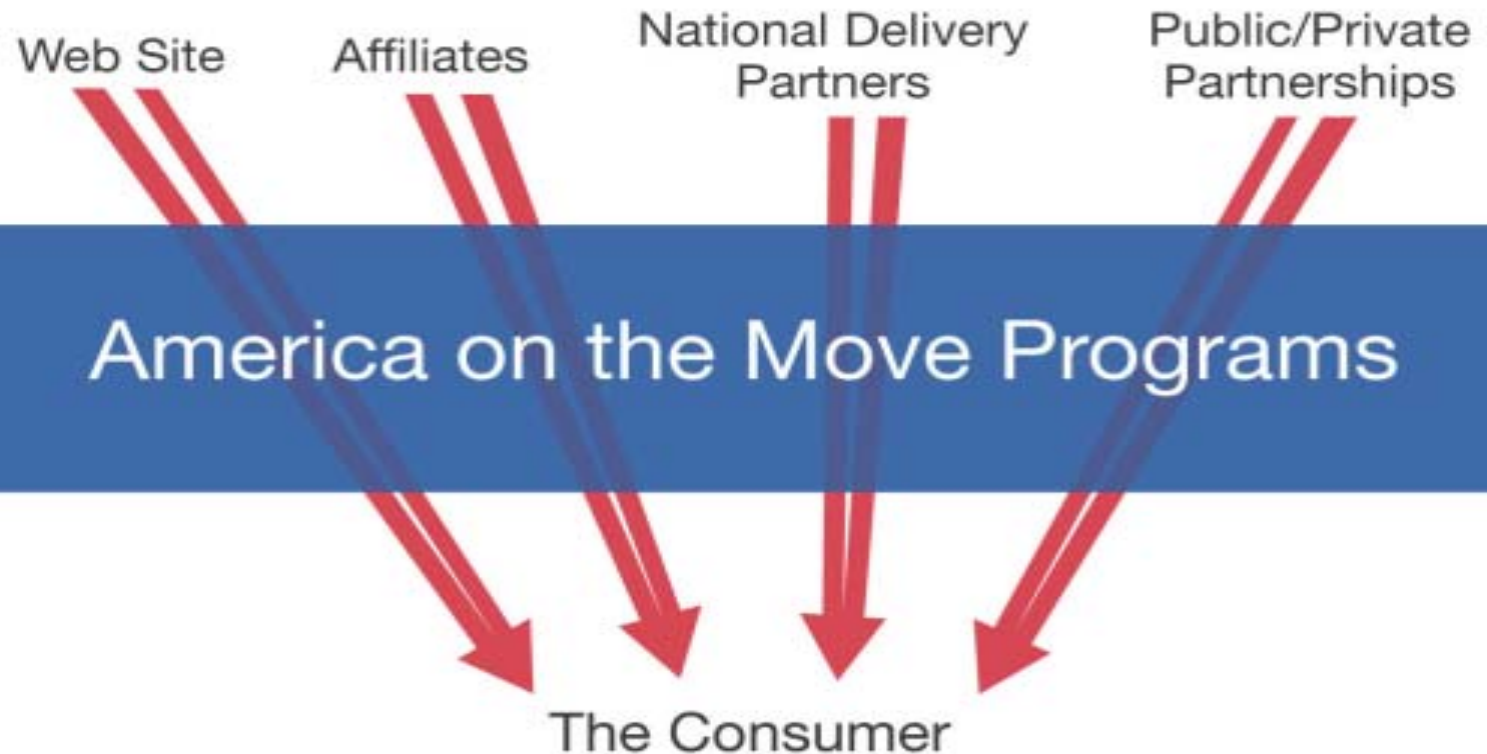 Web Site
Affiliates
National Delivery
Partners
Public/Private
Partnerships
America on the Move Programs
The Consumer